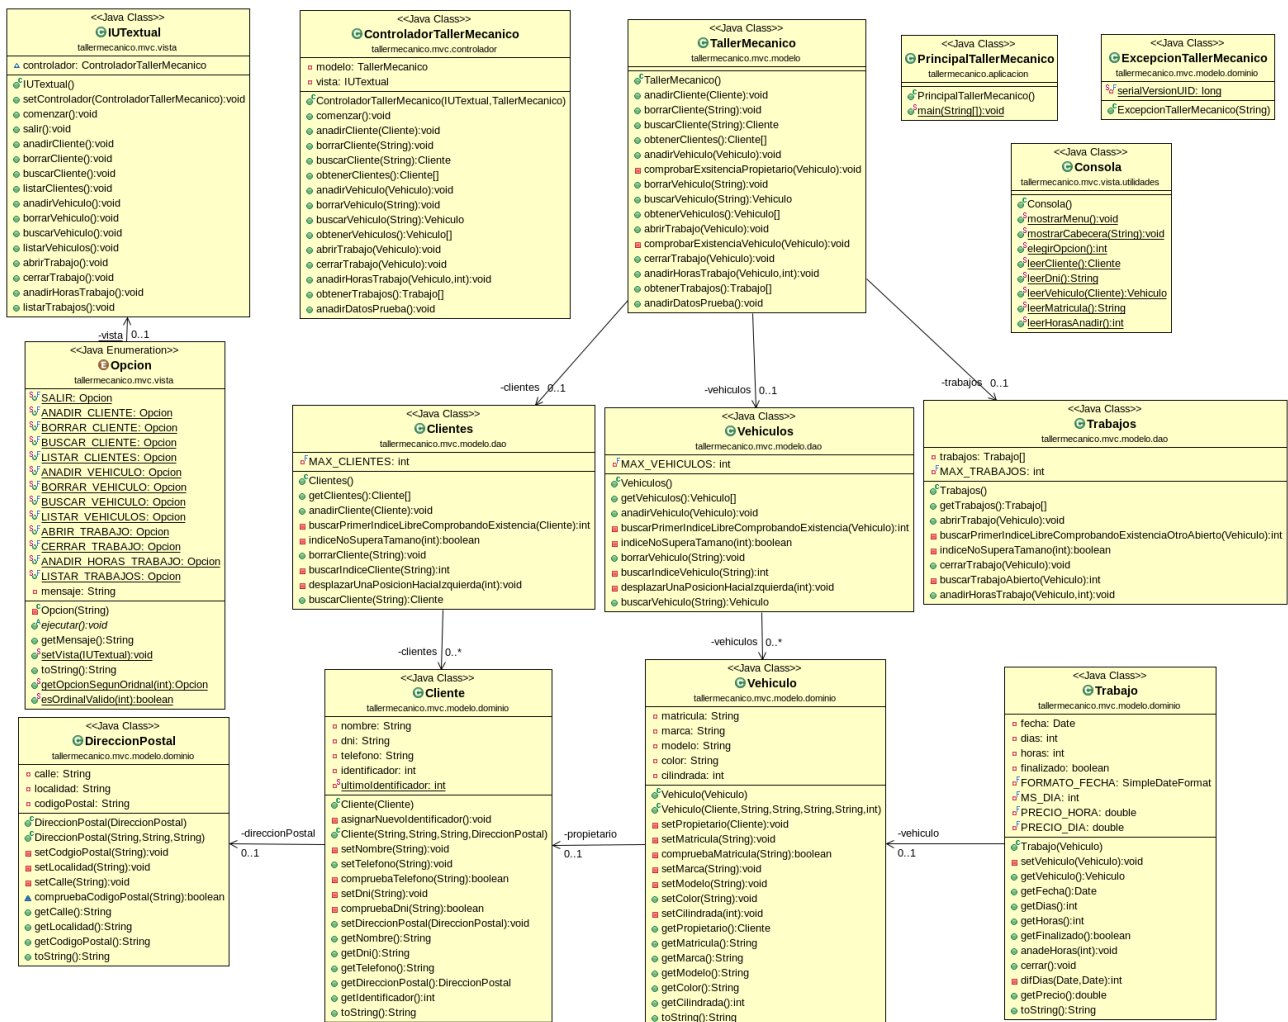 <<Java Class>>
IUTextual
tallermecanico.mvc.vista
controlador: ControladorTallerMecanico
IUTextual()
setControlador(ControladorTallerMecanico):void
comenzar():void
salir():void
anadirCliente():void
borrarCliente():void
buscarCliente():void
listarClientes():void
anadirVehiculo():void
borrarVehiculo():void
buscarVehiculo():void
listarVehiculos():void
abrirTrabajo():void
cerrarTrabajo():void
anadirHorasTrabajo():void
listarTrabajos():void
<<Java Class>>
ControladorTallerMecanico
tallermecanico.mvc.controlador
modelo: TallerMecanico
vista: IUTextual
ControladorTallerMecanico(IUTextual,TallerMecanico)
comenzar():void
anadirCliente(Cliente):void
borrarCliente(String):void
buscarCliente(String):Cliente
obtenerClientes():Cliente[]
anadirVehiculo(Vehiculo):void
borrarVehiculo(String):void
buscarVehiculo(String):Vehiculo
obtenerVehiculos():Vehiculo[]
abrirTrabajo(Vehiculo):void
cerrarTrabajo(Vehiculo):void
anadirHorasTrabajo(Vehiculo,int):void
obtenerTrabajos():Trabajo[]
anadirDatosPrueba():void
<<Java Class>>
TallerMecanico
tallermecanico.mvc.modelo
TallerMecanico()
anadirCliente(Cliente):void
borrarCliente(String):void
buscarCliente(String):Cliente
obtenerClientes():Cliente[]
anadirVehiculo(Vehiculo):void
comprobarExsitenciaPropietario(Vehiculo):void
borrarVehiculo(String):void
buscarVehiculo(String):Vehiculo
obtenerVehiculos():Vehiculo[]
abrirTrabajo(Vehiculo):void
comprobarExistenciaVehiculo(Vehiculo):void
cerrarTrabajo(Vehiculo):void
anadirHorasTrabajo(Vehiculo,int):void
obtenerTrabajos():Trabajo[]
anadirDatosPrueba():void
<<Java Class>>
PrincipalTallerMecanico
tallermecanico.aplicacion
PrincipalTallerMecanico()
main(String[]):void
<<Java Class>>
ExcepcionTallerMecanico
tallermecanico.mvc.modelo.dominio
serialVersionUID: long
ExcepcionTallerMecanico(String)
<<Java Class>>
Consola
tallermecanico.mvc.vista.utilidades
Consola()
mostrarMenu():void
mostrarCabecera(String):void
elegirOpcion():int
leerCliente():Cliente
leerDni():String
leerVehiculo(Cliente):Vehiculo
leerMatricula():String
leerHorasAnadir():int
-vista 0..1
<<Java Enumeration>>
Opcion
tallermecanico.mvc.vista
SALIR: Opcion
ANADIR_CLIENTE: Opcion
BORRAR_CLIENTE: Opcion
BUSCAR_CLIENTE: Opcion
LISTAR_CLIENTES: Opcion
ANADIR_VEHICULO: Opcion
BORRAR_VEHICULO: Opcion
BUSCAR_VEHICULO: Opcion
LISTAR_VEHICULOS: Opcion
ABRIR_TRABAJO: Opcion
CERRAR_TRABAJO: Opcion
ANADIR_HORAS_TRABAJO: Opcion
LISTAR_TRABAJOS: Opcion
mensaje: String
Opcion(String)
ejecutar():void
getMensaje():String
setVista(IUTextual):void
toString():String
getOpcionSegunOridnal(int):Opcion
esOrdinalValido(int):boolean
-clientes 0..1
-vehiculos 0..1
-trabajos 0..1
<<Java Class>>
Clientes
tallermecanico.mvc.modelo.dao
MAX_CLIENTES: int
Clientes()
getClientes():Cliente[]
anadirCliente(Cliente):void
buscarPrimerIndiceLibreComprobandoExistencia(Cliente):int
indiceNoSuperaTamano(int):boolean
borrarCliente(String):void
buscarIndiceCliente(String):int
desplazarUnaPosicionHaciaIzquierda(int):void
buscarCliente(String):Cliente
<<Java Class>>
Vehiculos
tallermecanico.mvc.modelo.dao
MAX_VEHICULOS: int
Vehiculos()
getVehiculos():Vehiculo[]
anadirVehiculo(Vehiculo):void
buscarPrimerIndiceLibreComprobandoExistencia(Vehiculo):int
indiceNoSuperaTamano(int):boolean
borrarVehiculo(String):void
buscarIndiceVehiculo(String):int
desplazarUnaPosicionHaciaIzquierda(int):void
buscarVehiculo(String):Vehiculo
<<Java Class>>
Trabajos
tallermecanico.mvc.modelo.dao
trabajos: Trabajo[]
MAX_TRABAJOS: int
Trabajos()
getTrabajos():Trabajo[]
abrirTrabajo(Vehiculo):void
buscarPrimerIndiceLibreComprobandoExistenciaOtroAbierto(Vehiculo):int
indiceNoSuperaTamano(int):boolean
cerrarTrabajo(Vehiculo):void
buscarTrabajoAbierto(Vehiculo):int
anadirHorasTrabajo(Vehiculo,int):void
-clientes 0..*
-vehiculos 0..*
<<Java Class>>
DireccionPostal
tallermecanico.mvc.modelo.dominio
calle: String
localidad: String
codigoPostal: String
DireccionPostal(DireccionPostal)
DireccionPostal(String,String,String)
setCodgioPostal(String):void
setLocalidad(String):void
setCalle(String):void
compruebaCodigoPostal(String):boolean
getCalle():String
getLocalidad():String
getCodigoPostal():String
toString():String
-direccionPostal
0..1
<<Java Class>>
Cliente
tallermecanico.mvc.modelo.dominio
nombre: String
dni: String
telefono: String
identificador: int
ultimoIdentificador: int
Cliente(Cliente)
asignarNuevoIdentificador():void
Cliente(String,String,String,DireccionPostal)
setNombre(String):void
setTelefono(String):void
compruebaTelefono(String):boolean
setDni(String):void
compruebaDni(String):boolean
setDireccionPostal(DireccionPostal):void
getNombre():String
getDni():String
getTelefono():String
getDireccionPostal():DireccionPostal
getIdentificador():int
toString():String
-propietario
0..1
<<Java Class>>
Vehiculo
tallermecanico.mvc.modelo.dominio
matricula: String
marca: String
modelo: String
color: String
cilindrada: int
Vehiculo(Vehiculo)
Vehiculo(Cliente,String,String,String,String,int)
setPropietario(Cliente):void
setMatricula(String):void
compruebaMatricula(String):boolean
setMarca(String):void
setModelo(String):void
setColor(String):void
setCilindrada(int):void
getPropietario():Cliente
getMatricula():String
getMarca():String
getModelo():String
getColor():String
getCilindrada():int
toString():String
-vehiculo
0..1
<<Java Class>>
Trabajo
tallermecanico.mvc.modelo.dominio
fecha: Date
dias: int
horas: int
finalizado: boolean
FORMATO_FECHA: SimpleDateFormat
MS_DIA: int
PRECIO_HORA: double
PRECIO_DIA: double
Trabajo(Vehiculo)
setVehiculo(Vehiculo):void
getVehiculo():Vehiculo
getFecha():Date
getDias():int
getHoras():int
getFinalizado():boolean
anadeHoras(int):void
cerrar():void
difDias(Date,Date):int
getPrecio():double
toString():String